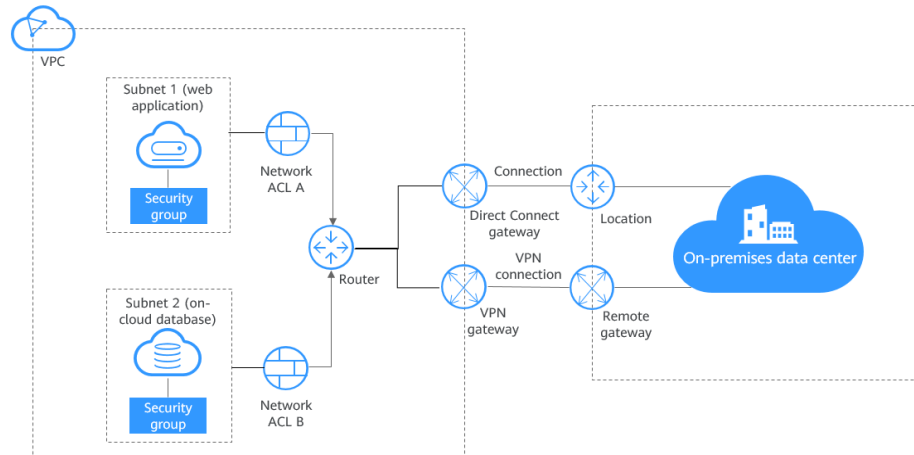 VPC
Subnet 1 (web
application)
Security
group
Network
ACL A
Router
Subnet 2 (on-
cloud database)
Security
group
Network
ACL B
Connection
Direct Connect
gateway
Location
VPN
connection
VPN
gateway
Remote
gateway
On-premises data center